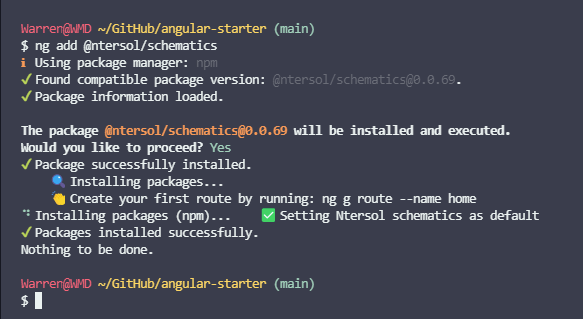 Warren@WMD ~/GitHub/angular-starter (main)
$ ng add @ntersol/schematics
i Using package manager: npm
✓ Found compatible package version: @ntersol/schematics@0.0.69.
✓ Package information loaded.
The package @ntersol/schematics@0.0.69 will be installed and executed.
Would you like to proceed? Yes
✓ Package successfully installed.
🔍 Installing packages...
👏 Create your first route by running: ng g route --name home
Installing packages (npm)... ✅ Setting Ntersol schematics as default
✓ Packages installed successfully.
Nothing to be done.
Warren@WMD ~/GitHub/angular-starter (main)
$